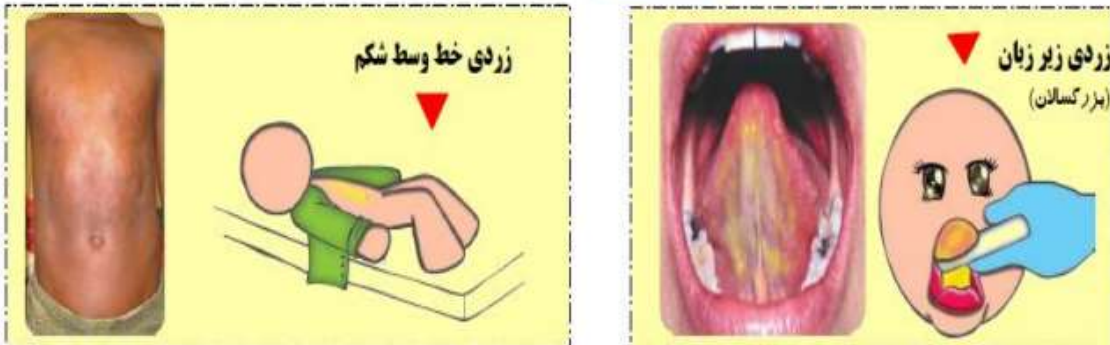 زردی زیر زبان
(بزرگسالان)
زردی خط وسط شکم